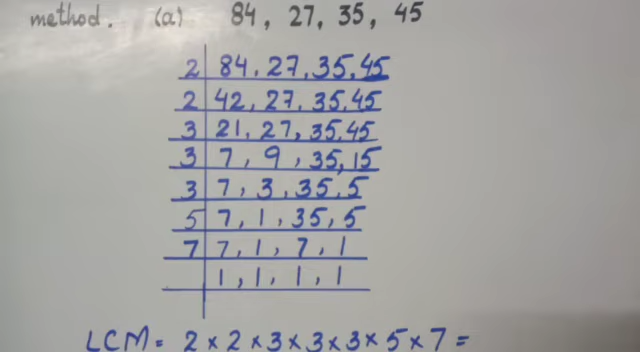 method. (a) 84, 27, 35, 45
2 84, 27, 35, 45
2 42, 27, 35, 45
3 21, 27, 35, 45
3 7, 9, 35, 15
3 7, 3, 35, 5
5 7, 1, 35, 5
7 7, 1, 7, 1
1, 1, 1, 1
LCM = 2 × 2 × 3 × 3 × 3 × 5 × 7 =